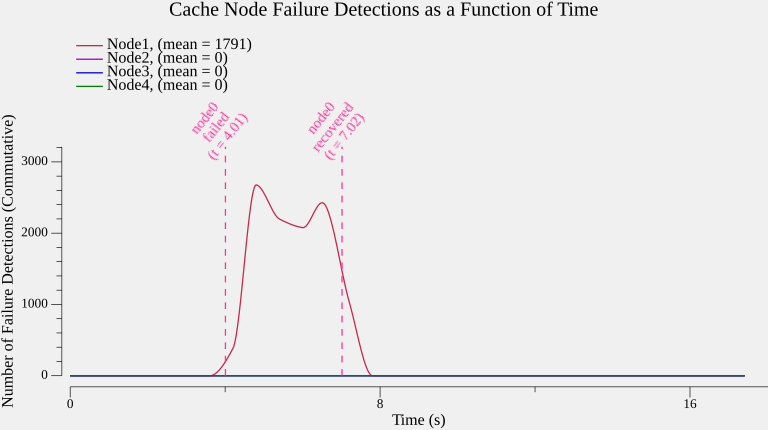 Cache Node Failure Detections as a Function of Time
Node1, (mean = 1791)
Node2, (mean = 0)
Node3, (mean = 0)
Node4, (mean = 0)
node0
failed
(t = 4.01)
node0
recovered
(t = 7.02)
Number of Failure Detections (Commutative)
3000
2000
1000
0
0
8
16
Time (s)